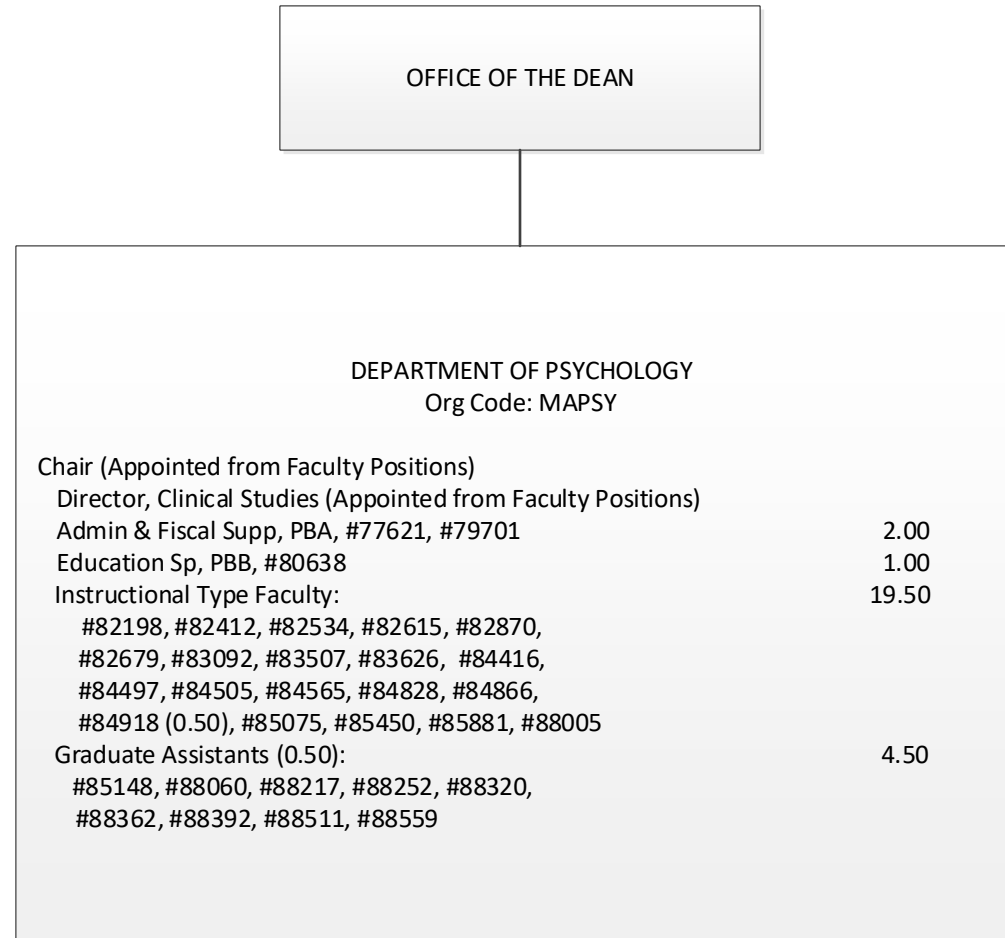 OFFICE OF THE DEAN
DEPARTMENT OF PSYCHOLOGY
Org Code: MAPSY
Chair (Appointed from Faculty Positions)
Director, Clinical Studies (Appointed from Faculty Positions)
Admin & Fiscal Supp, PBA, #77621, #79701 2.00
Education Sp, PBB, #80638 1.00
Instructional Type Faculty: 19.50
#82198, #82412, #82534, #82615, #82870,
#82679, #83092, #83507, #83626, #84416,
#84497, #84505, #84565, #84828, #84866,
#84918 (0.50), #85075, #85450, #85881, #88005
Graduate Assistants (0.50): 4.50
#85148, #88060, #88217, #88252, #88320,
#88362, #88392, #88511, #88559